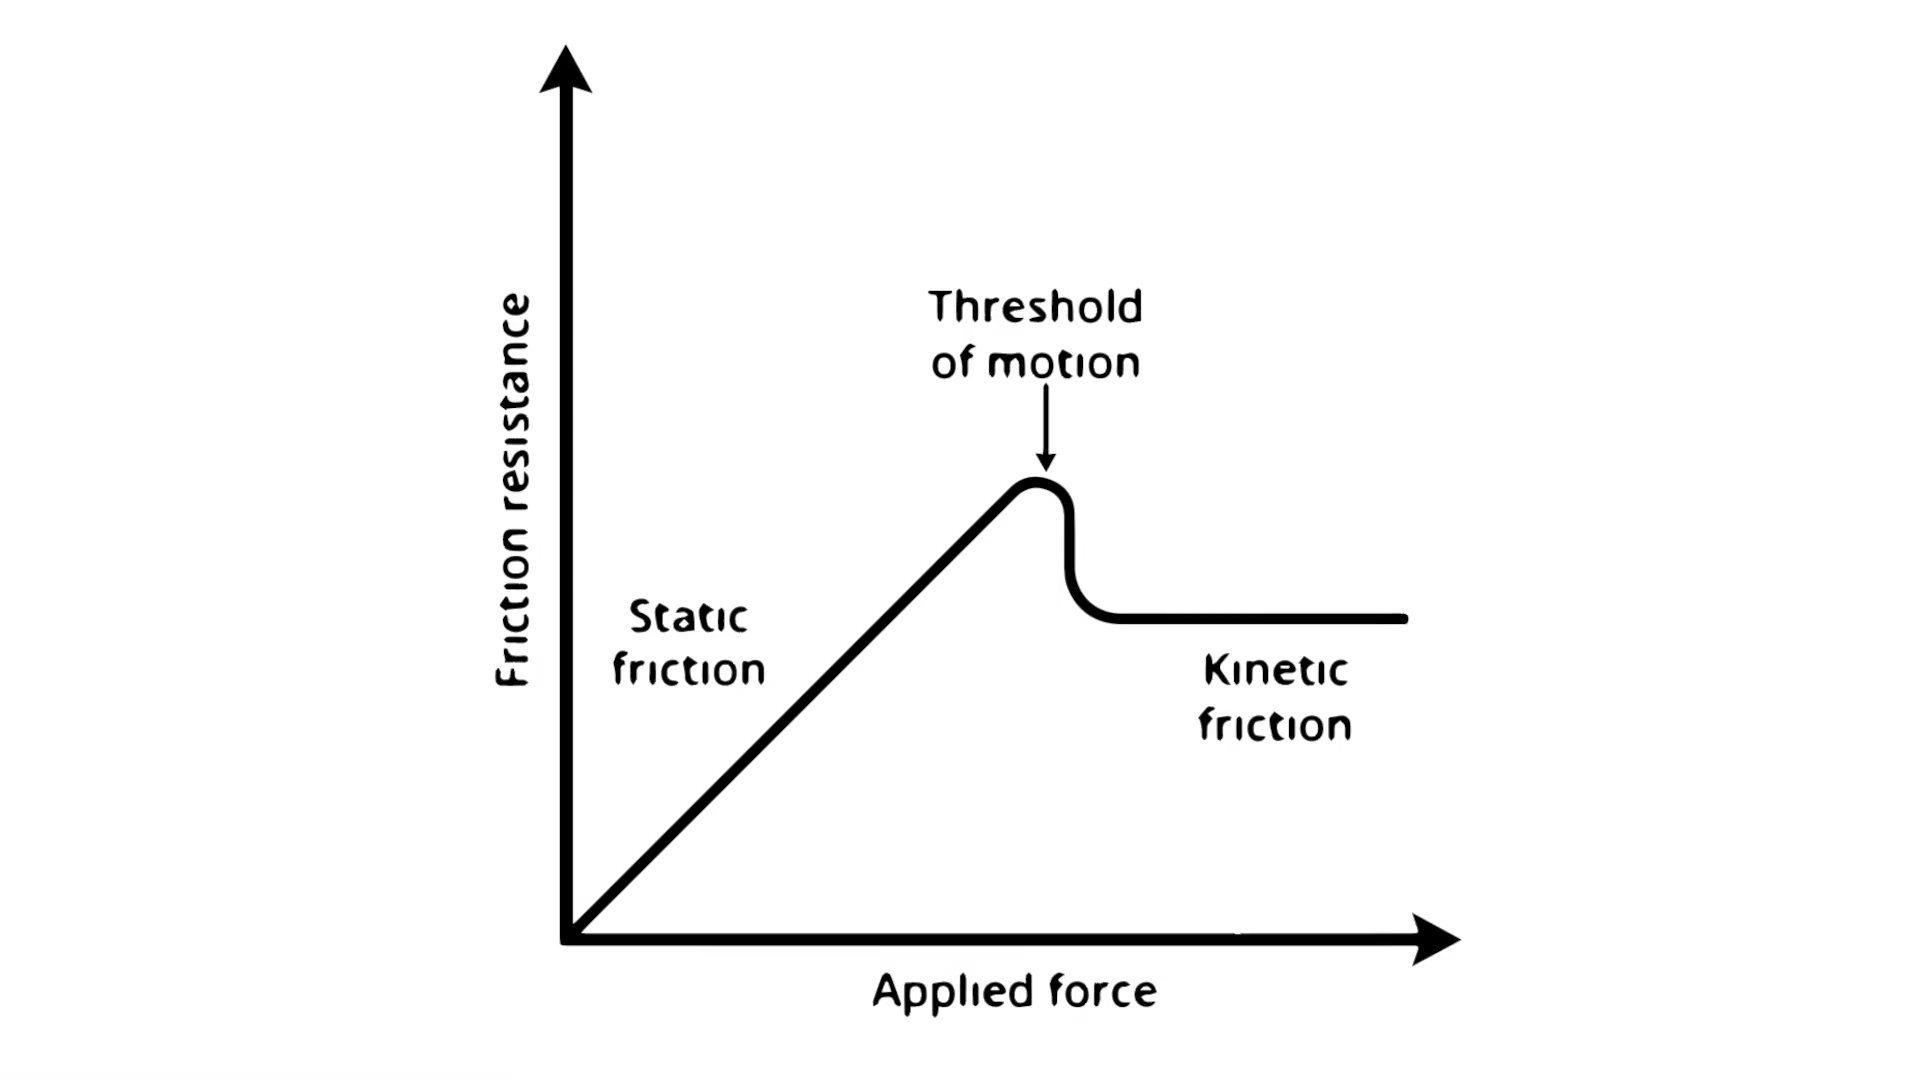 Threshold
of motion
Friction resistance
Static
friction
Kinetic
friction
Applied force